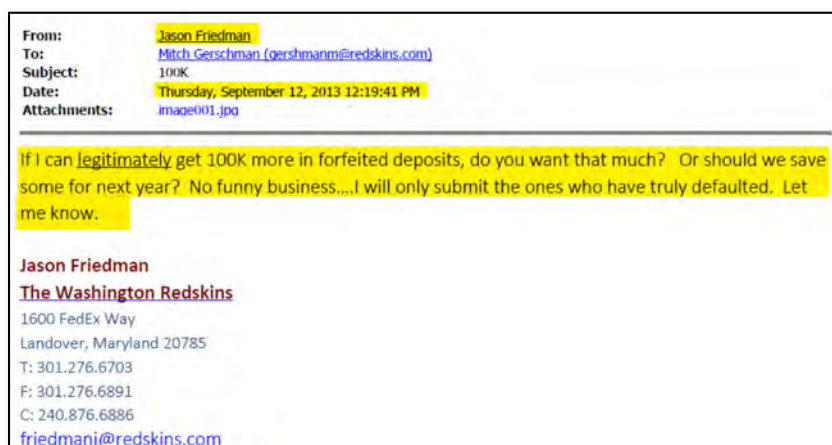 From: Jason Friedman
To: Mitch Gerschman (gershmanm@redskins.com)
Subject: 100K
Date: Thursday, September 12, 2013 12:19:41 PM
Attachments: image001.jpg
If I can legitimately get 100K more in forfeited deposits, do you want that much? Or should we save
some for next year? No funny business....I will only submit the ones who have truly defaulted. Let
me know.
Jason Friedman
The Washington Redskins
1600 FedEx Way
Landover, Maryland 20785
T: 301.276.6703
F: 301.276.6891
C: 240.876.6886
friedmanj@redskins.com